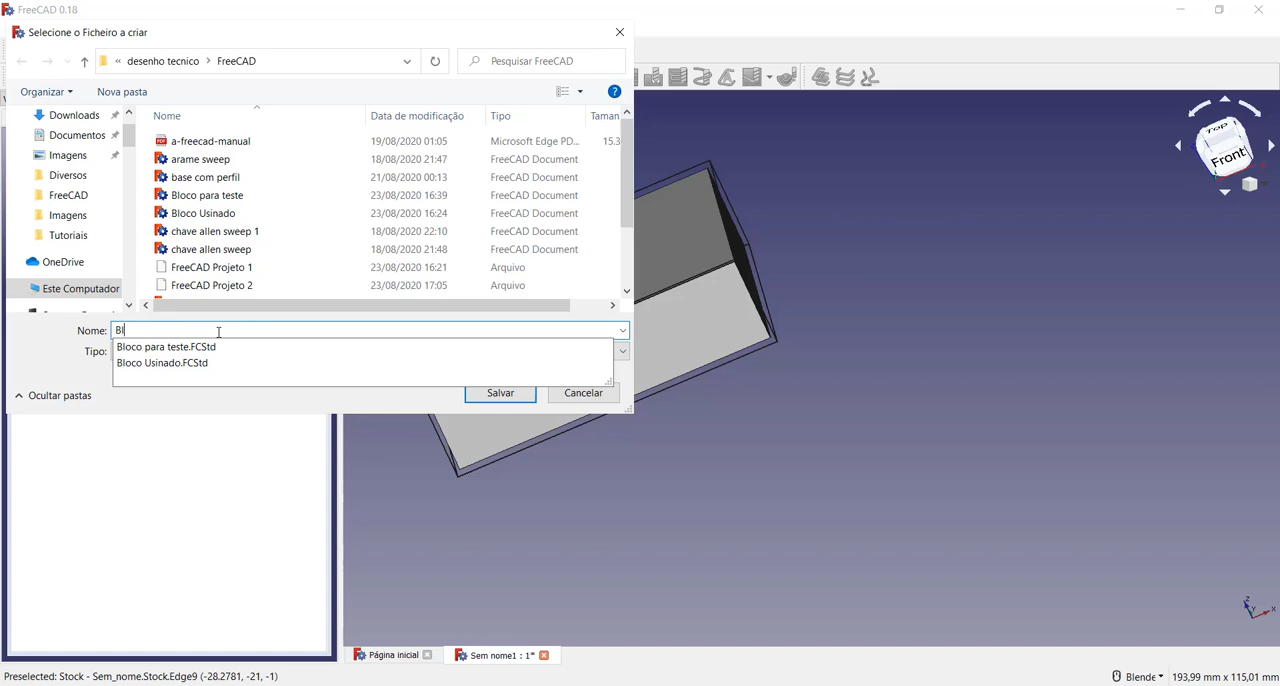 FreeCAD 0.18
Selecione o Ficheiro a criar
« desenho tecnico > FreeCAD
Pesquisar FreeCAD
Organizar
Nova pasta
Nome Data de modificação Tipo Taman
Downloads
Documentos
Imagens
Diversos
FreeCAD
Imagens
Tutoriais
OneDrive
Este Computador
a-freecad-manual 19/08/2020 01:05 Microsoft Edge PD... 15.3
arame sweep 18/08/2020 21:47 FreeCAD Document
base com perfil 21/08/2020 00:13 FreeCAD Document
Bloco para teste 23/08/2020 16:39 FreeCAD Document
Bloco Usinado 23/08/2020 16:24 FreeCAD Document
chave allen sweep 1 18/08/2020 22:10 FreeCAD Document
chave allen sweep 18/08/2020 21:48 FreeCAD Document
FreeCAD Projeto 1 23/08/2020 16:21 Arquivo
FreeCAD Projeto 2 23/08/2020 17:05 Arquivo
Nome: Bl
Tipo:
Bloco para teste.FCStd
Bloco Usinado.FCStd
Ocultar pastas
Salvar
Cancelar
Top
Front
Z
Y
X
Página inicial
Sem nome1 : 1*
Preselected: Stock - Sem_nome.Stock.Edge9 (-28.2781, -21, -1)
Blende
193,99 mm x 115,01 mm